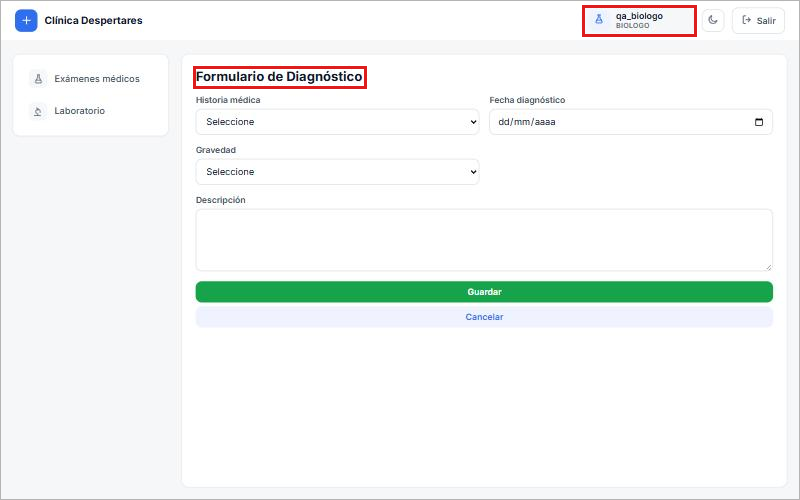 Clínica Despertares
qa_biologo
BIOLOGO
Salir
Exámenes médicos
Laboratorio
Formulario de Diagnóstico
Historia médica
Fecha diagnóstico
Seleccione
dd/mm/aaaa
Gravedad
Seleccione
Descripción
Guardar
Cancelar